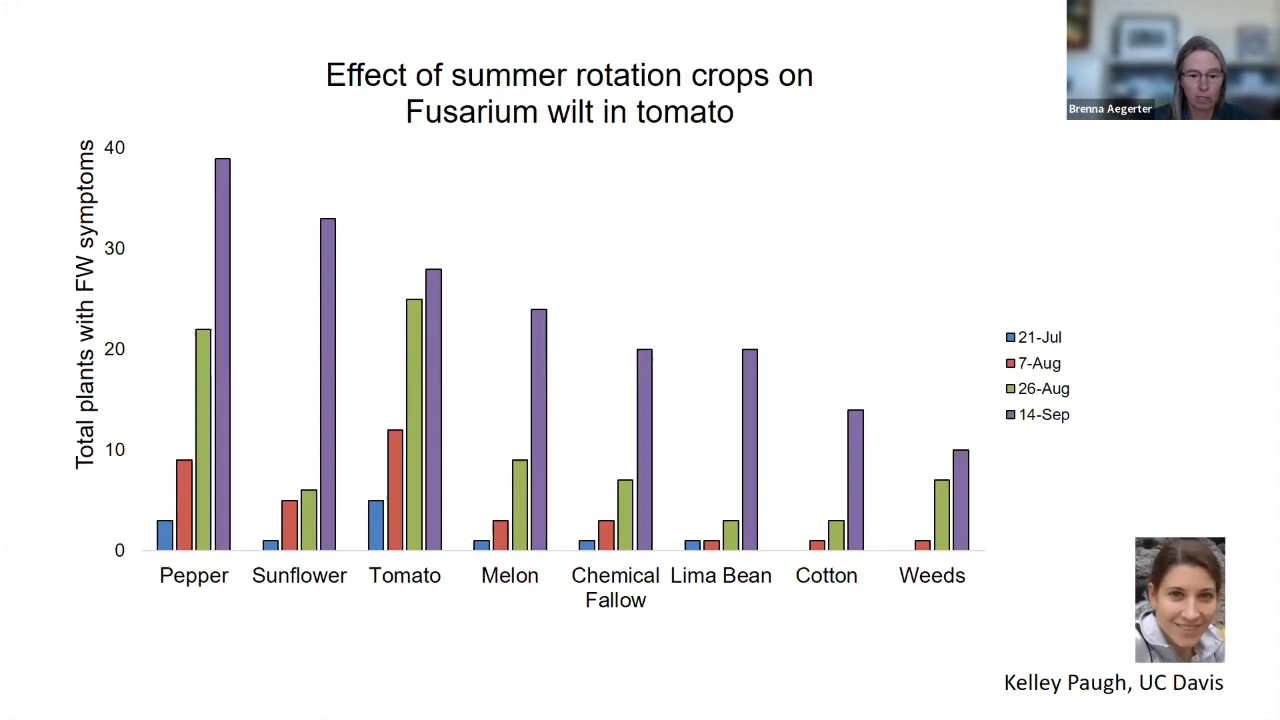 Effect of summer rotation crops on
Fusarium wilt in tomato
Brenna Aegerter
Total plants with FW symptoms
40
30
20
10
0
Pepper
Sunflower
Tomato
Melon
Chemical
Fallow
Lima Bean
Cotton
Weeds
21-Jul
7-Aug
26-Aug
14-Sep
Kelley Paugh, UC Davis